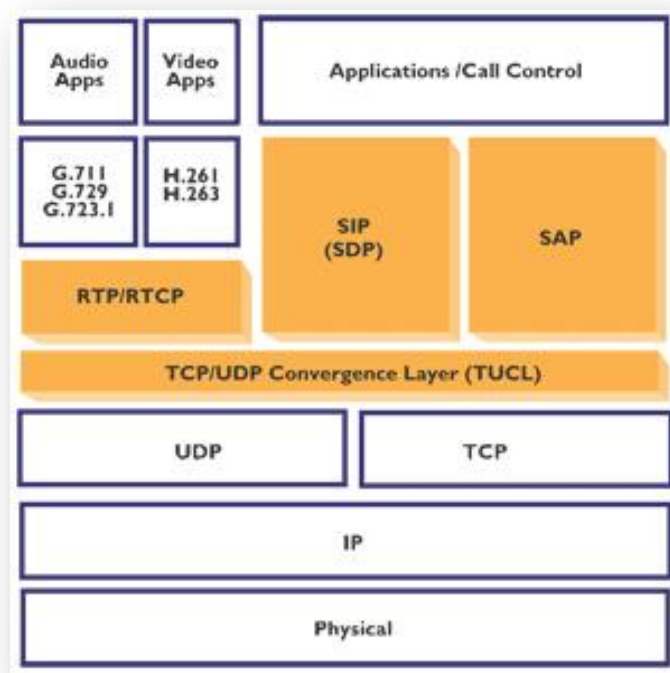 Audio
Apps
Video
Apps
Applications /Call Control
G.711
G.729
G.723.1
H.261
H.263
SIP
(SDP)
SAP
RTP/RTCP
TCP/UDP Convergence Layer (TUCL)
UDP
TCP
IP
Physical